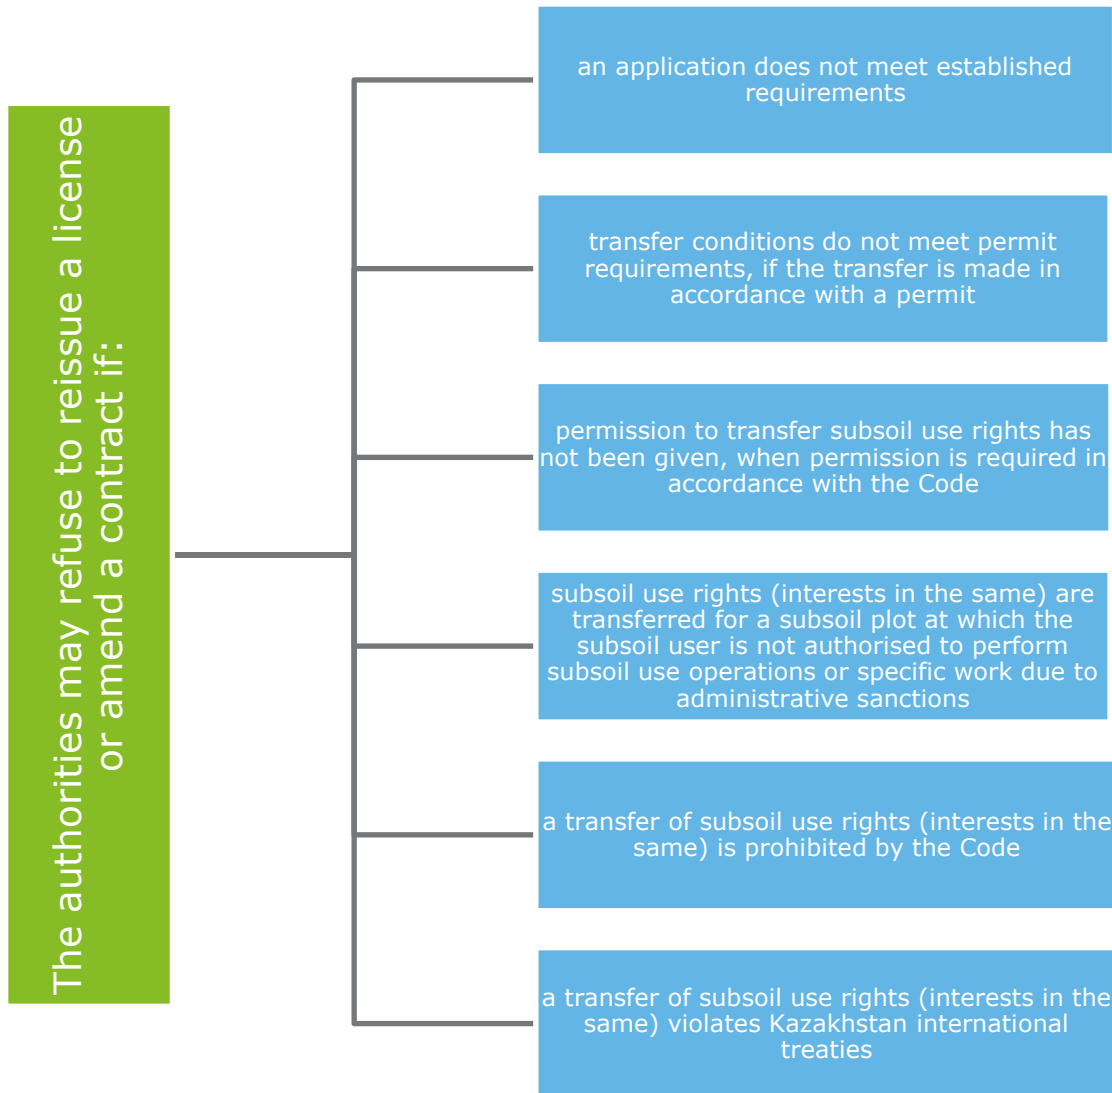 The authorities may refuse to reissue a license
or amend a contract if:
an application does not meet established
requirements
transfer conditions do not meet permit
requirements, if the transfer is made in
accordance with a permit
permission to transfer subsoil use rights has
not been given, when permission is required in
accordance with the Code
subsoil use rights (interests in the same) are
transferred for a subsoil plot at which the
subsoil user is not authorised to perform
subsoil use operations or specific work due to
administrative sanctions
a transfer of subsoil use rights (interests in the
same) is prohibited by the Code
a transfer of subsoil use rights (interests in the
same) violates Kazakhstan international
treaties